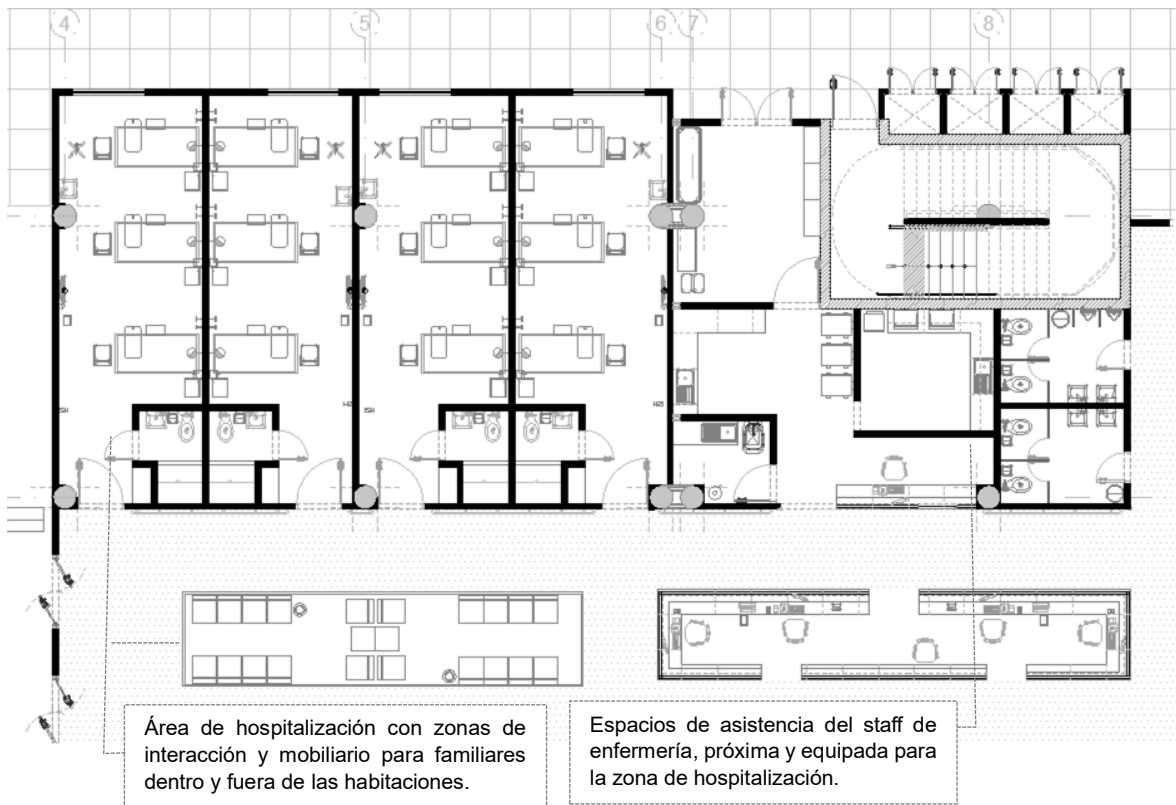 4 5 6 7 8
Área de hospitalización con zonas de
interacción y mobiliario para familiares
dentro y fuera de las habitaciones.
Espacios de asistencia del staff de
enfermería, próxima y equipada para
la zona de hospitalización.